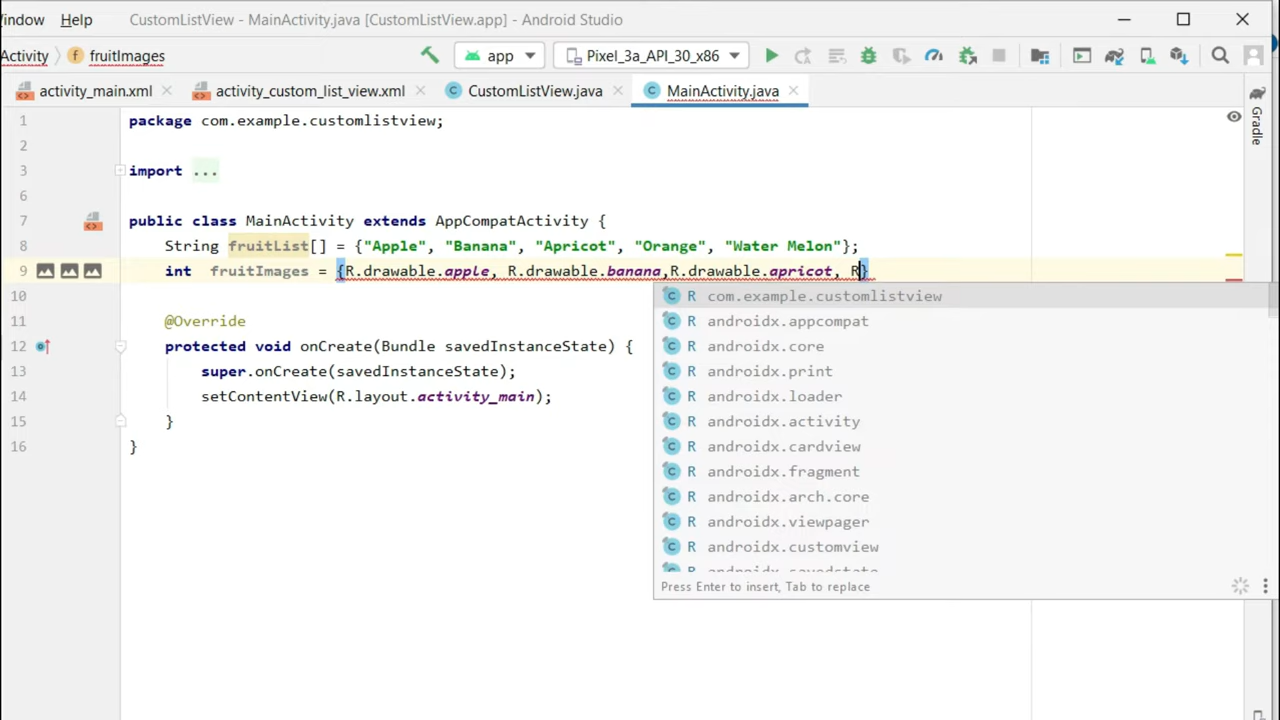 indow Help CustomListView - MainActivity.java [CustomListView.app] - Android Studio
Activity fruitImages app Pixel_3a_API_30_x86
activity_main.xml activity_custom_list_view.xml CustomListView.java MainActivity.java
Gradle
1 package com.example.customlistview;
2
3 import ...
6
7 public class MainActivity extends AppCompatActivity {
8 String fruitList[] = {"Apple", "Banana", "Apricot", "Orange", "Water Melon"};
9 int fruitImages = {R.drawable.apple, R.drawable.banana,R.drawable.apricot, R}
10
11 @Override
12 protected void onCreate(Bundle savedInstanceState) {
13 super.onCreate(savedInstanceState);
14 setContentView(R.layout.activity_main);
15 }
16 }
C R com.example.customlistview
C R androidx.appcompat
C R androidx.core
C R androidx.print
C R androidx.loader
C R androidx.activity
C R androidx.cardview
C R androidx.fragment
C R androidx.arch.core
C R androidx.viewpager
C R androidx.customview
C R androidx.savedstate
Press Enter to insert, Tab to replace